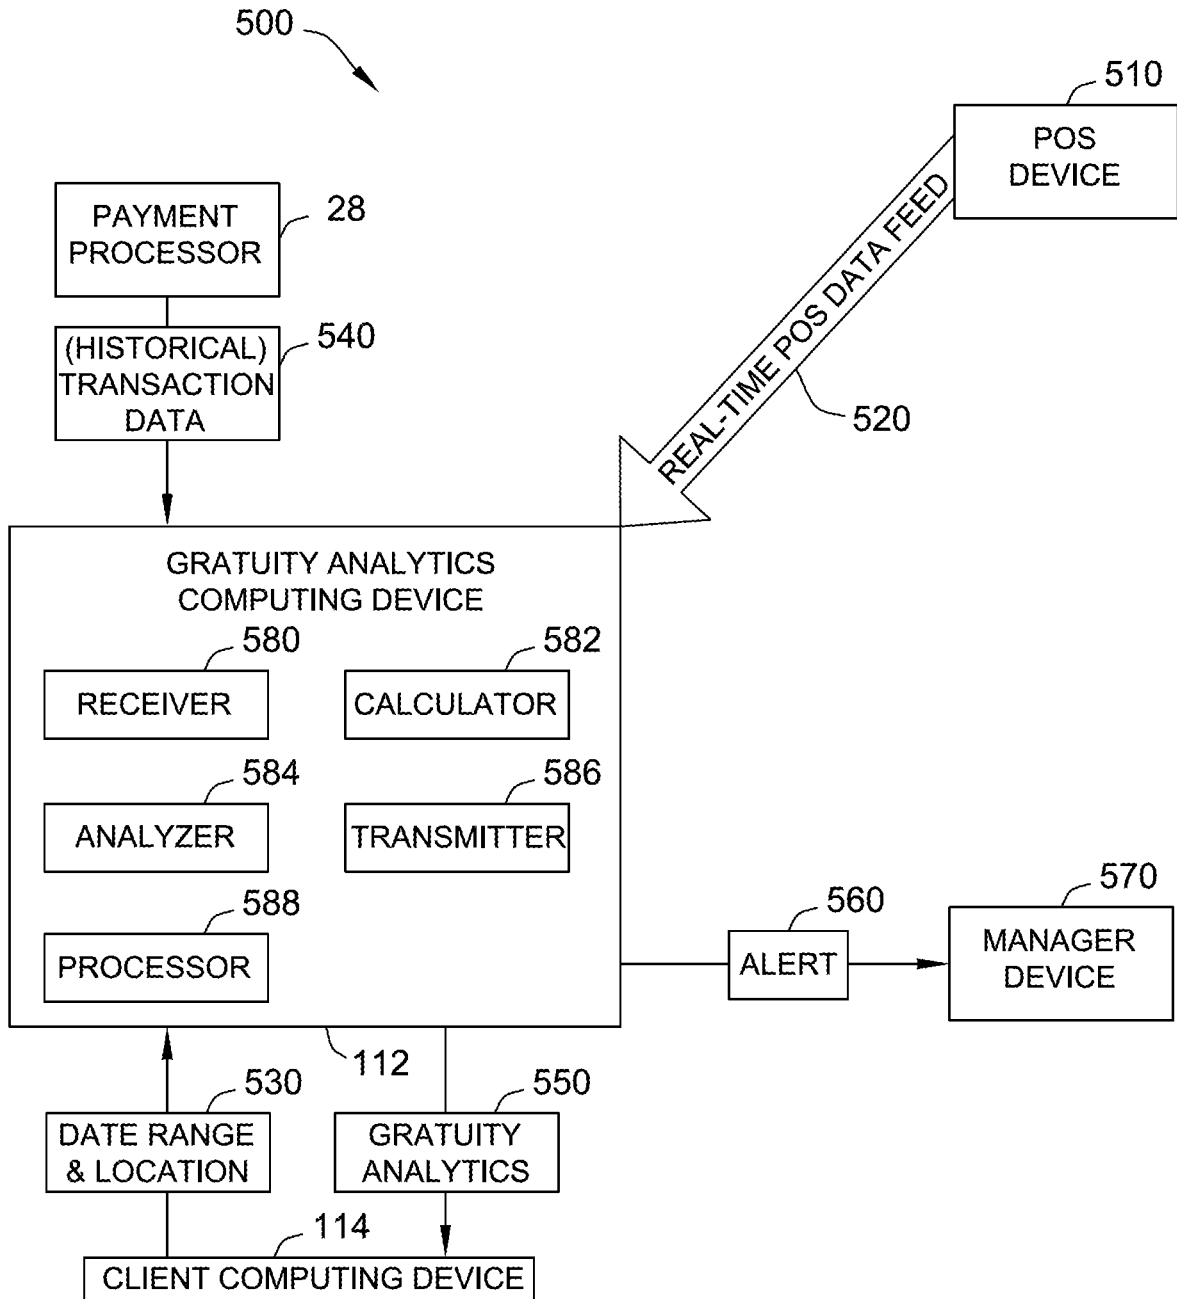 500
510
POS
DEVICE
PAYMENT
PROCESSOR
28
REAL-TIME POS DATA FEED
520
(HISTORICAL)
TRANSACTION
DATA
540
GRATUITY ANALYTICS
COMPUTING DEVICE
580
RECEIVER
582
CALCULATOR
584
ANALYZER
586
TRANSMITTER
588
PROCESSOR
560
ALERT
570
MANAGER
DEVICE
112
530
DATE RANGE
& LOCATION
550
GRATUITY
ANALYTICS
114
CLIENT COMPUTING DEVICE